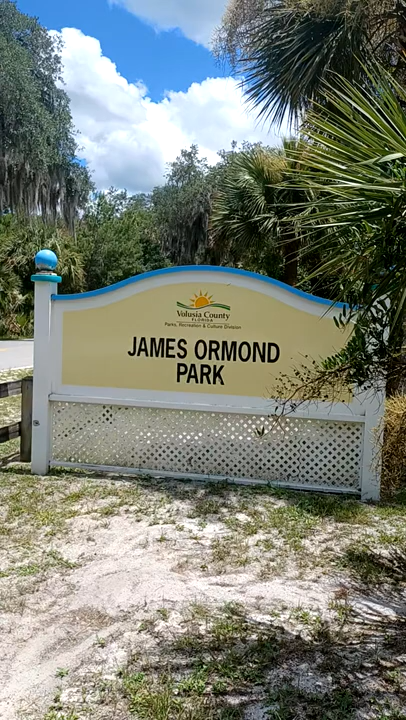 Volusia County
FLORIDA
Parks, Recreation & Culture Division
JAMES ORMOND
PARK